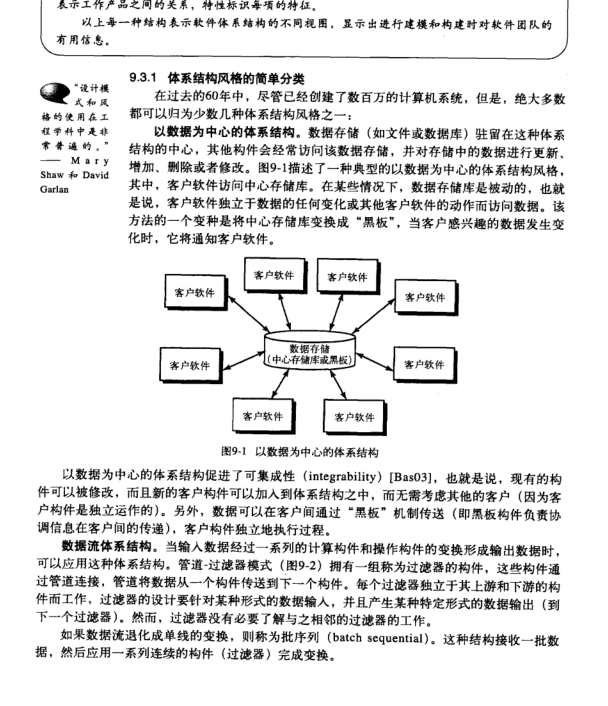 表示工作产品之间的关系，特性标识每项的特征。
以上每一种结构表示软件体系结构的不同视图，显示出进行建模和构建时对软件团队的
有用信息。
“设计模
式和风
格的使用在工
程学科中是非
常普遍的。”
—— Mary
Shaw 和 David
Garlan
9.3.1 体系结构风格的简单分类
在过去的60年中，尽管已经创建了数百万的计算机系统，但是，绝大多数
都可以归为少数几种体系结构风格之一：
以数据为中心的体系结构。数据存储（如文件或数据库）驻留在这种体系
结构的中心，其他构件会经常访问该数据存储，并对存储中的数据进行更新、
增加、删除或者修改。图9-1描述了一种典型的以数据为中心的体系结构风格，
其中，客户软件访问中心存储库。在某些情况下，数据存储库是被动的，也就
是说，客户软件独立于数据的任何变化或其他客户软件的动作而访问数据。该
方法的一个变种是将中心存储库变换成“黑板”，当客户感兴趣的数据发生变
化时，它将通知客户软件。
客户软件
客户软件
客户软件
客户软件
数据存储
（中心存储库或黑板）
客户软件
客户软件
客户软件
客户软件
图9-1 以数据为中心的体系结构
以数据为中心的体系结构促进了可集成性（integrability）[Bas03]，也就是说，现有的构
件可以被修改，而且新的客户构件可以加入到体系结构之中，而无需考虑其他的客户（因为客
户构件是独立运作的）。另外，数据可以在客户间通过“黑板”机制传送（即黑板构件负责协
调信息在客户间的传递），客户构件独立地执行过程。
数据流体系结构。当输入数据经过一系列的计算构件和操作构件的变换形成输出数据时，
可以应用这种体系结构。管道-过滤器模式（图9-2）拥有一组称为过滤器的构件，这些构件通
过管道连接，管道将数据从一个构件传送到下一个构件。每个过滤器独立于其上游和下游的构
件而工作，过滤器的设计要针对某种形式的数据输入，并且产生某种特定形式的数据输出（到
下一个过滤器）。然而，过滤器没有必要了解与之相邻的过滤器的工作。
如果数据流退化成单线的变换，则称为批序列（batch sequential）。这种结构接收一批数
据，然后应用一系列连续的构件（过滤器）完成变换。